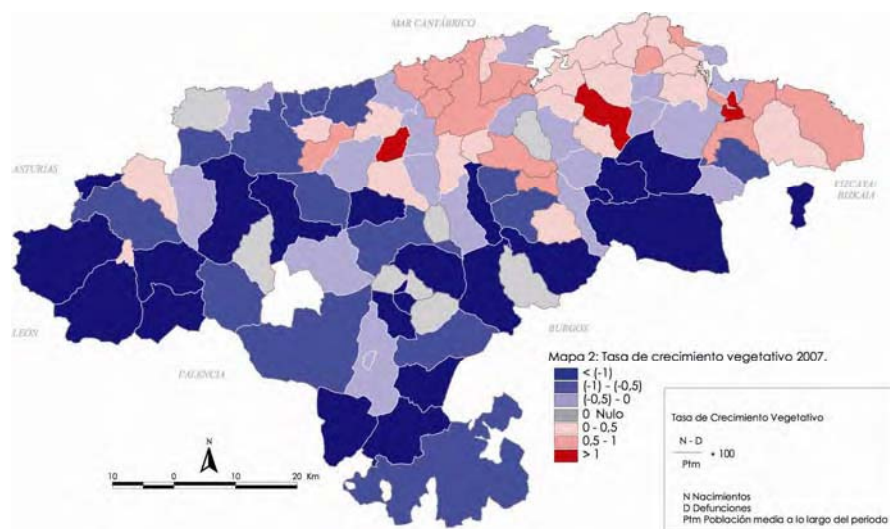 MAR CANTÁBRICO
ASTURIAS
VIZCAYA/
BIZKAIA
LEÓN
PALENCIA
BURGOS
Mapa 2: Tasa de crecimiento vegetativo 2007.
< (-1)
(-1) - (-0,5)
(-0,5) - 0
0 Nulo
0 - 0,5
0,5 - 1
> 1
N
10 0 10 20 Km
Tasa de Crecimiento Vegetativo
N - D
* 100
Ptm
N Nacimientos
D Defunciones
Ptm Población media a lo largo del periodo